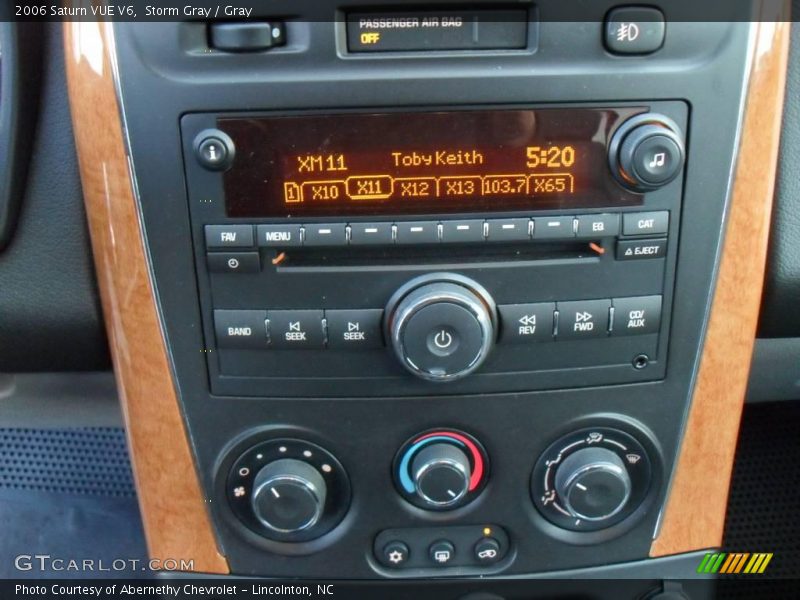 2006 Saturn VUE V6, Storm Gray / Gray
PASSENGER AIR BAG
OFF
XM11 Toby Keith 5:20
1 X10 X11 X12 X13 103.7 X65
i
FAV MENU EQ CAT
EJECT
BAND SEEK SEEK REV FWD CD/AUX
GTCARLOT.COM
Photo Courtesy of Abernethy Chevrolet – Lincolnton, NC